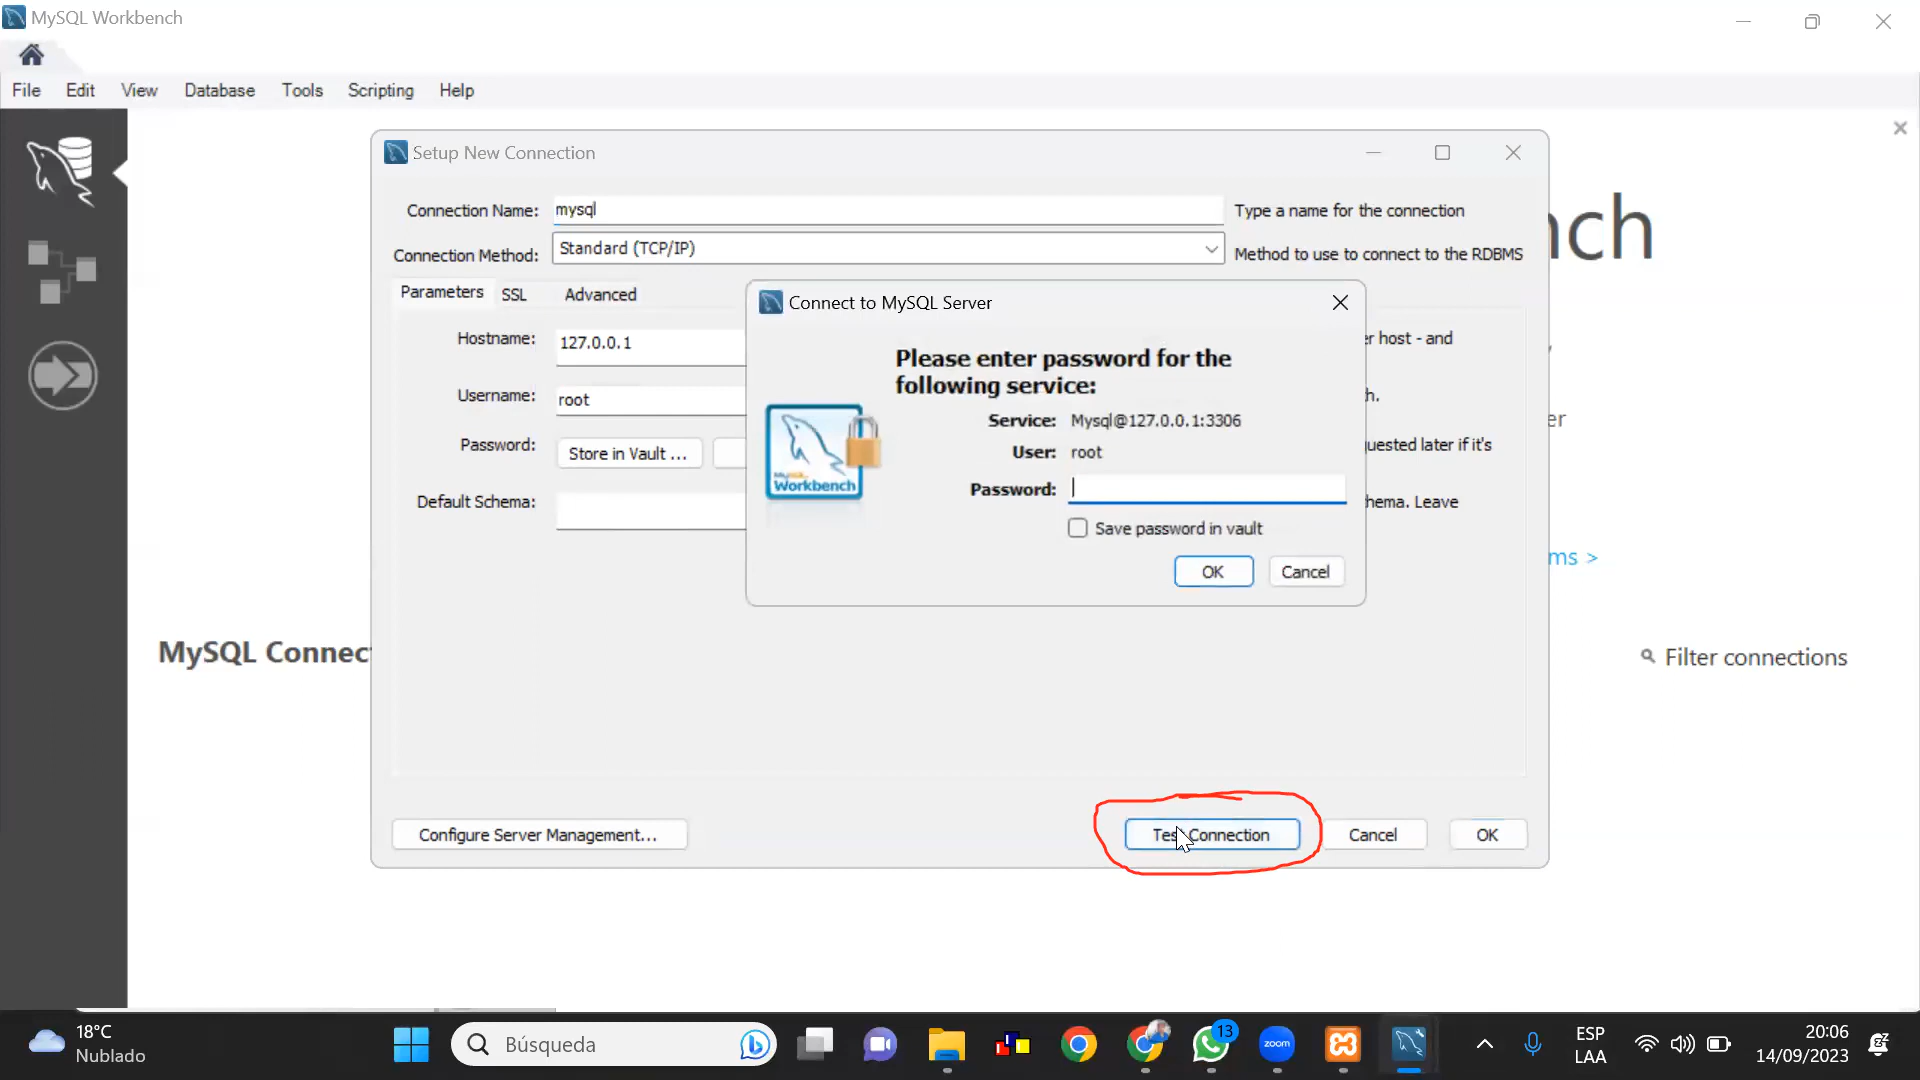 MySQL Workbench
File Edit View Database Tools Scripting Help
Setup New Connection
Connection Name: mysql Type a name for the connection
Connection Method: Standard (TCP/IP) Method to use to connect to the RDBMS
nch
Parameters SSL Advanced
Connect to MySQL Server
Hostname: 127.0.0.1 er host - and
Please enter password for the
following service:
Username: root h.
Service: Mysql@127.0.0.1:3306
er
User: root
Password: Store in Vault ... uested later if it's
Password:
Default Schema: hema. Leave
Save password in vault
MySQL
Workbench
OK Cancel
ms >
MySQL Connect
Filter connections
Configure Server Management... Test Connection Cancel OK
18°C
Nublado
Búsqueda
13
zoom
ESP
LAA
20:06
14/09/2023